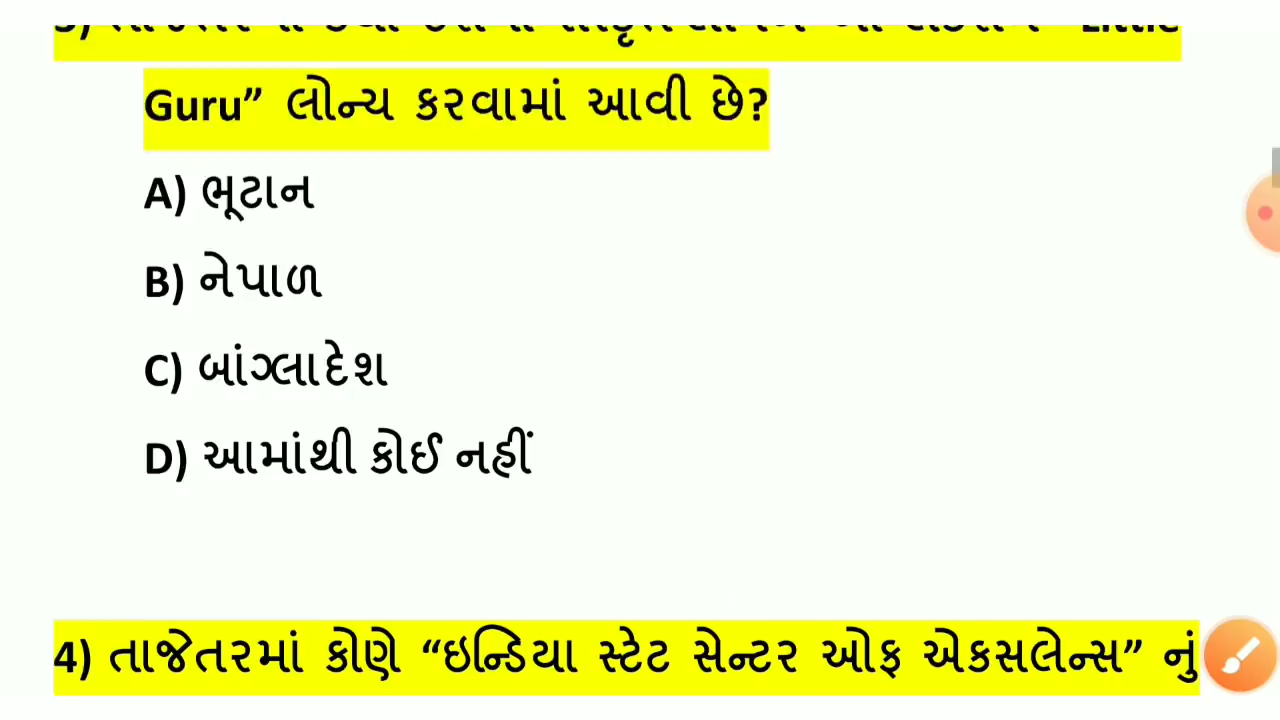 Guru” લોન્ચ કરવામાં આવી છે?
A) ભૂટાન
B) નેપાળ
C) બાંગ્લાદેશ
D) આમાંથી કોઈ નહીં
4) તાજેતરમાં કોણે “ઇન્ડિયા સ્ટેટ સેન્ટર ઓફ એકસલેન્સ” નું